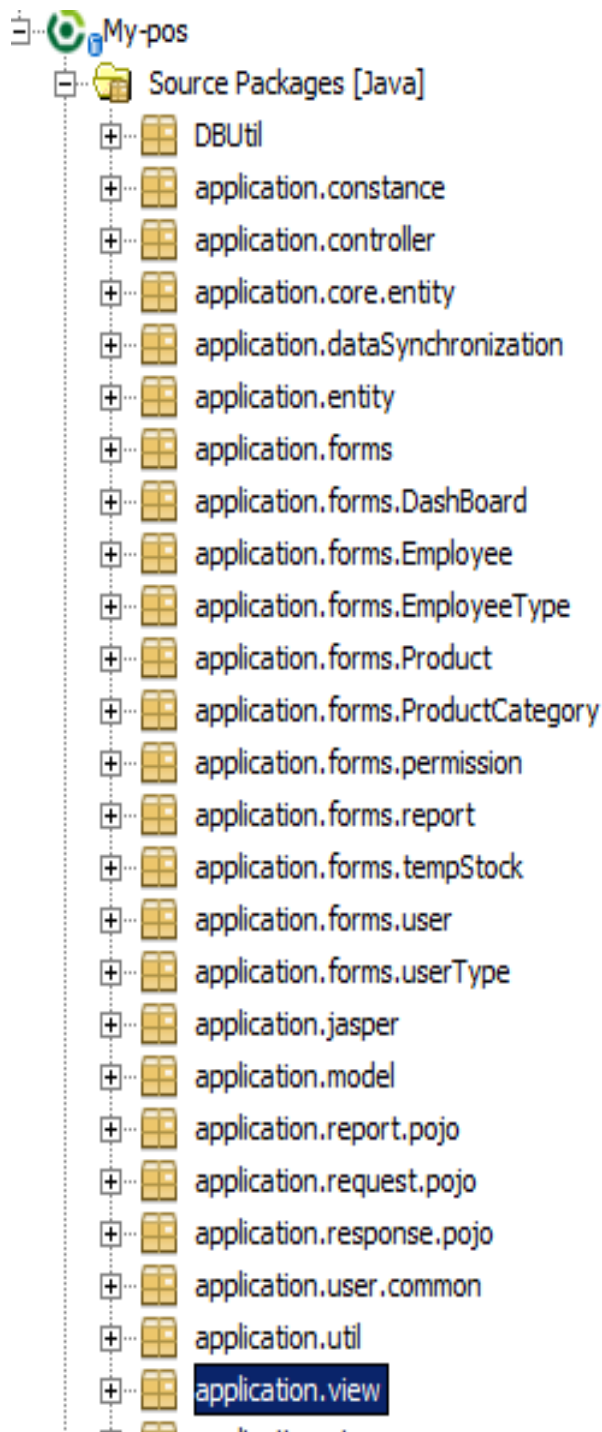 My-pos
Source Packages [Java]
DBUtil
application.constance
application.controller
application.core.entity
application.dataSynchronization
application.entity
application.forms
application.forms.DashBoard
application.forms.Employee
application.forms.EmployeeType
application.forms.Product
application.forms.ProductCategory
application.forms.permission
application.forms.report
application.forms.tempStock
application.forms.user
application.forms.userType
application.jasper
application.model
application.report.pojo
application.request.pojo
application.response.pojo
application.user.common
application.util
application.view